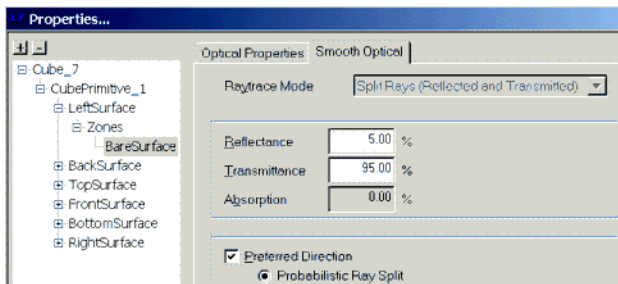 Properties...
+ -
Cube_7
CubePrimitive_1
LeftSurface
Zones
BareSurface
BackSurface
TopSurface
FrontSurface
BottomSurface
RightSurface
Optical Properties Smooth Optical
Raytrace Mode Split Rays (Reflected and Transmitted)
Reflectance 5.00 %
Transmittance 95.00 %
Absorption 0.00 %
Preferred Direction
Probabilistic Ray Split